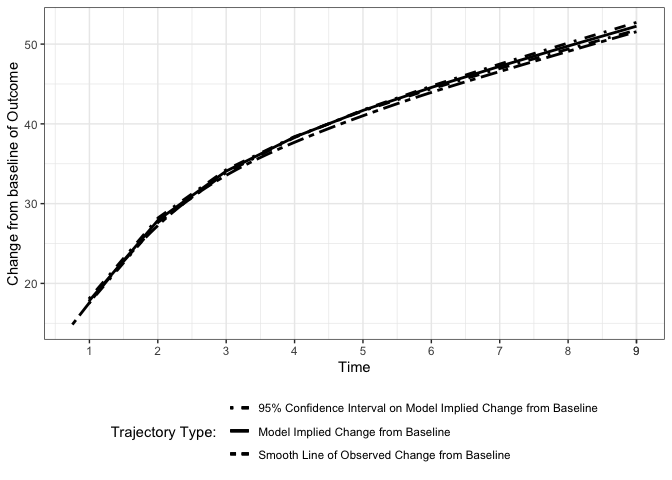 Change from baseline of Outcome
50
40
30
20
1 2 3 4 5 6 7 8 9
Time
Trajectory Type:
95% Confidence Interval on Model Implied Change from Baseline
Model Implied Change from Baseline
Smooth Line of Observed Change from Baseline